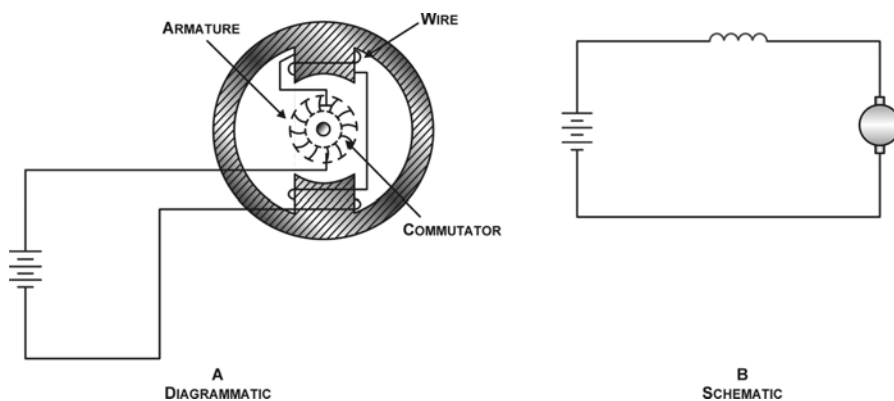 ARMATURE
WIRE
COMMUTATOR
A
DIAGRAMMATIC
B
SCHEMATIC